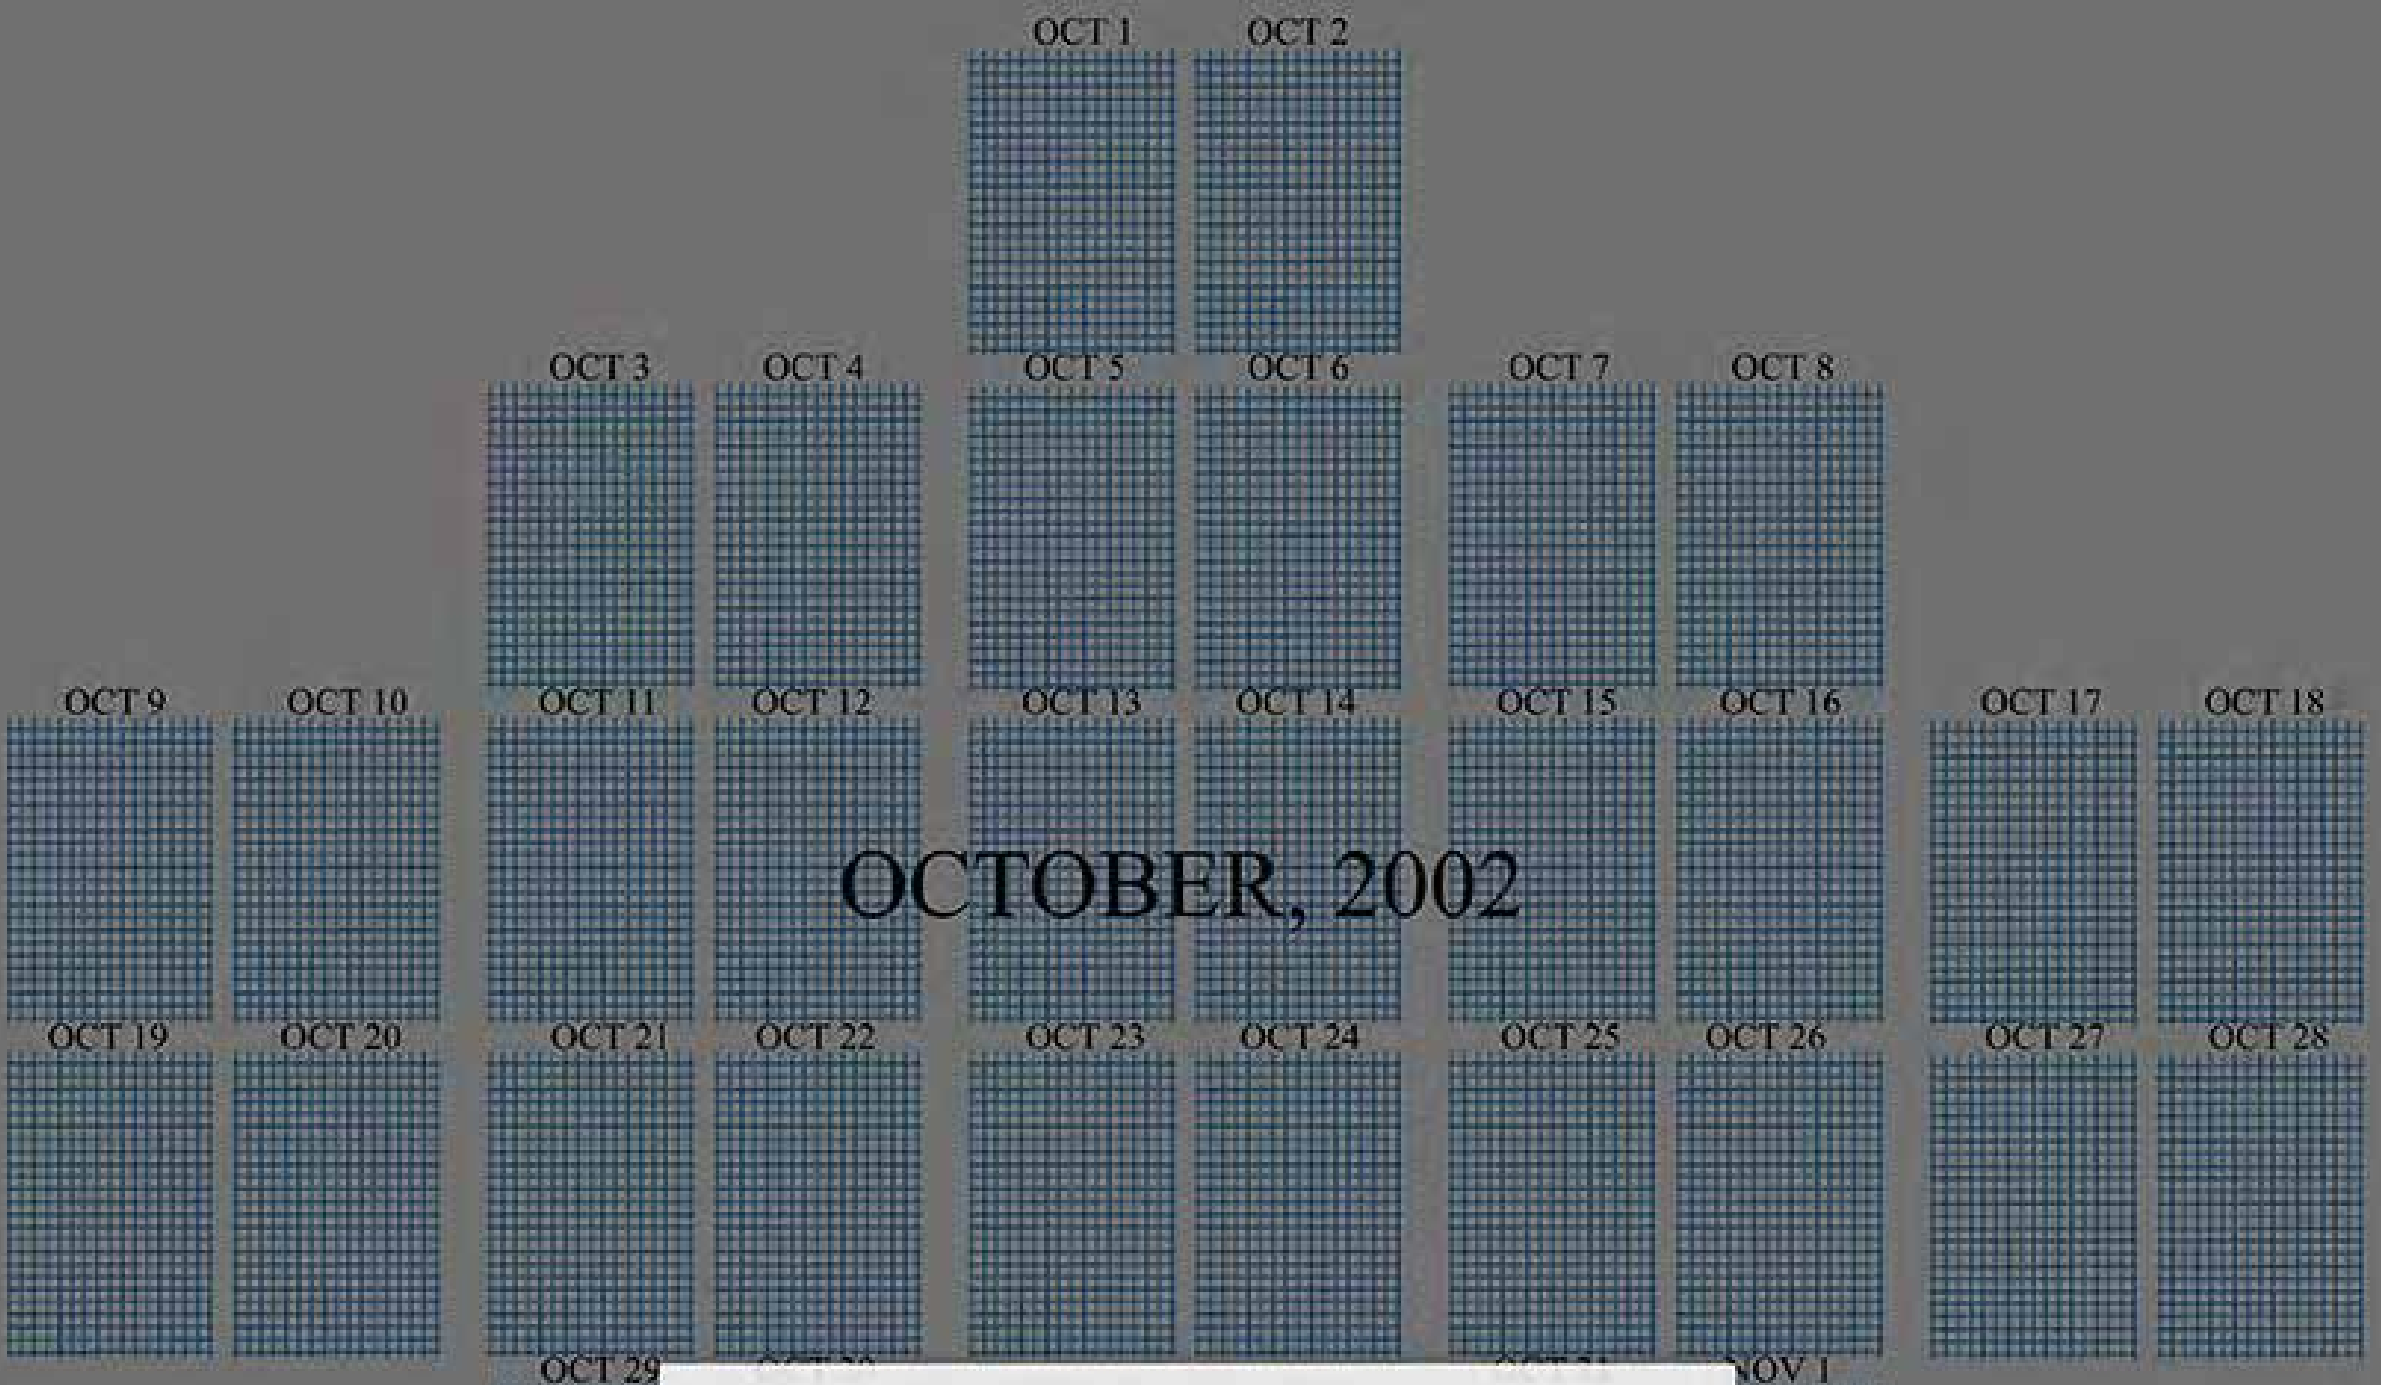 OCT 1 OCT 2
OCT 3 OCT 4 OCT 5 OCT 6 OCT 7 OCT 8
OCT 9 OCT 10 OCT 11 OCT 12 OCT 13 OCT 14 OCT 15 OCT 16 OCT 17 OCT 18
OCTOBER, 2002
OCT 19 OCT 20 OCT 21 OCT 22 OCT 23 OCT 24 OCT 25 OCT 26 OCT 27 OCT 28
OCT 29 NOV 1